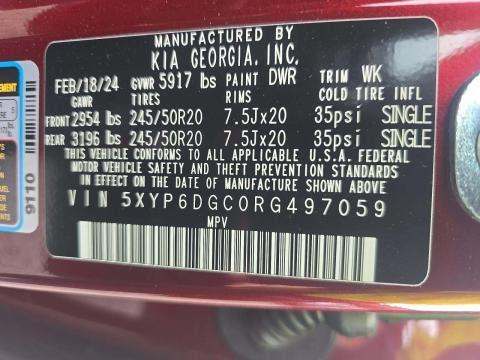 MANUFACTURED BY
KIA GEORGIA, INC.
FEB/18/24 GVWR 5917 lbs PAINT DWR TRIM WK
GAWR TIRES RIMS COLD TIRE INFL
FRONT 2954 lbs 245/50R20 7.5Jx20 35psi SINGLE
REAR 3196 lbs 245/50R20 7.5Jx20 35psi SINGLE
THIS VEHICLE CONFORMS TO ALL APPLICABLE U.S.A. FEDERAL
MOTOR VEHICLE SAFETY AND THEFT PREVENTION STANDARDS
IN EFFECT ON THE DATE OF MANUFACTURE SHOWN ABOVE.
VIN 5XYP6DGC0RG497059
MPV
9110